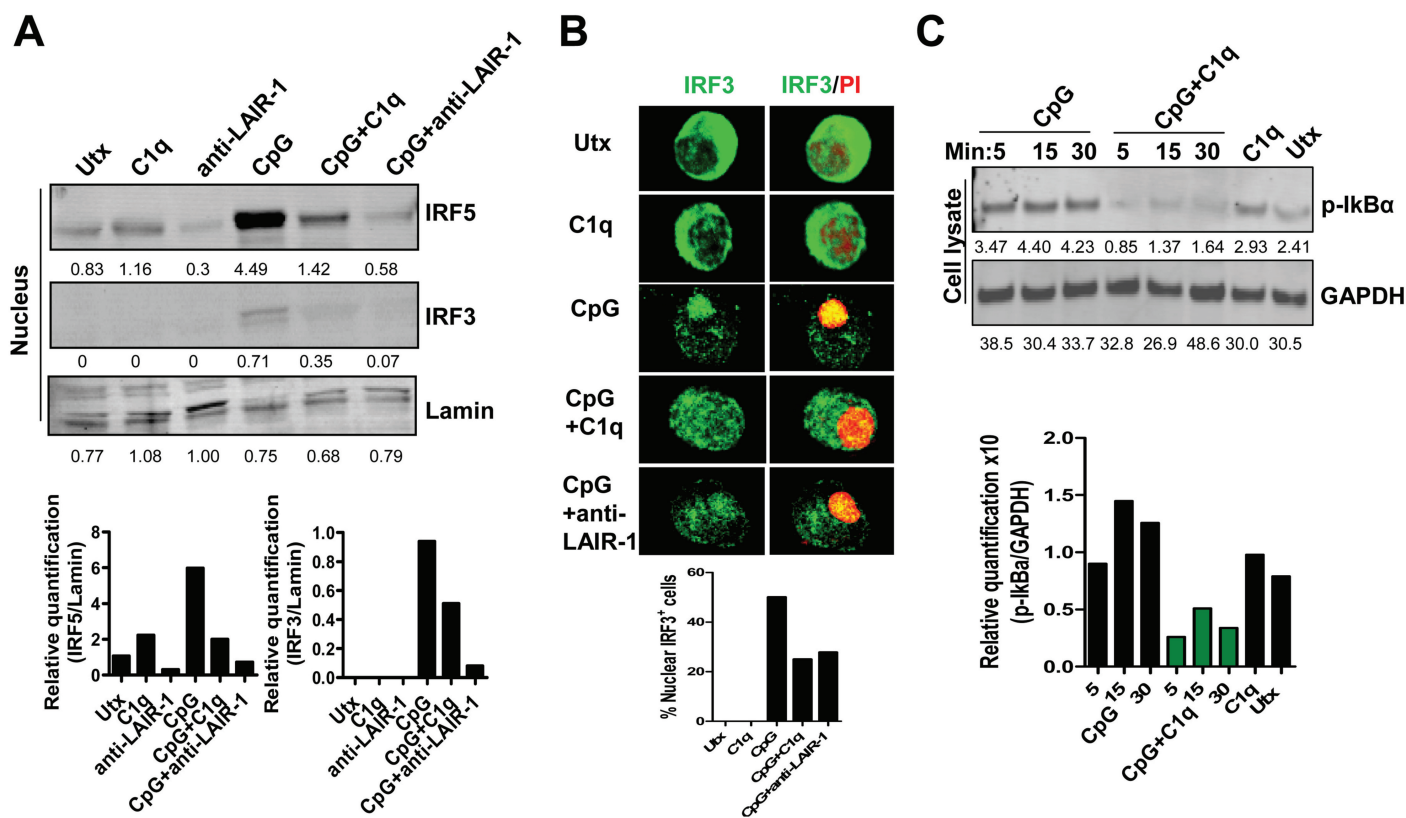 A
Utx C1q anti-LAIR-1 CpG CpG+C1q CpG+anti-LAIR-1
Nucleus
IRF5
0.83 1.16 0.3 4.49 1.42 0.58
IRF3
0 0 0 0.71 0.35 0.07
Lamin
0.77 1.08 1.00 0.75 0.68 0.79
Relative quantification
(IRF5/Lamin)
8
6
4
2
0
Utx C1q anti-LAIR-1 CpG CpG+C1q CpG+anti-LAIR-1
Relative quantification
(IRF3/Lamin)
1.0
0.8
0.6
0.4
0.2
0.0
Utx C1q anti-LAIR-1 CpG CpG+C1q CpG+anti-LAIR-1
B
IRF3 IRF3/PI
Utx
C1q
CpG
CpG
+C1q
CpG
+anti-
LAIR-1
% Nuclear IRF3+ cells
60
40
20
0
Utx C1q CpG CpG+C1q CpG+anti-LAIR-1
C
CpG CpG+C1q C1q Utx
Min: 5 15 30 5 15 30
Cell lysate
p-IkBα
3.47 4.40 4.23 0.85 1.37 1.64 2.93 2.41
GAPDH
38.5 30.4 33.7 32.8 26.9 48.6 30.0 30.5
Relative quantification x10
(p-IkBa/GAPDH)
2.0
1.5
1.0
0.5
0.0
5 15 30 5 15 30 C1q Utx
CpG CpG+C1q